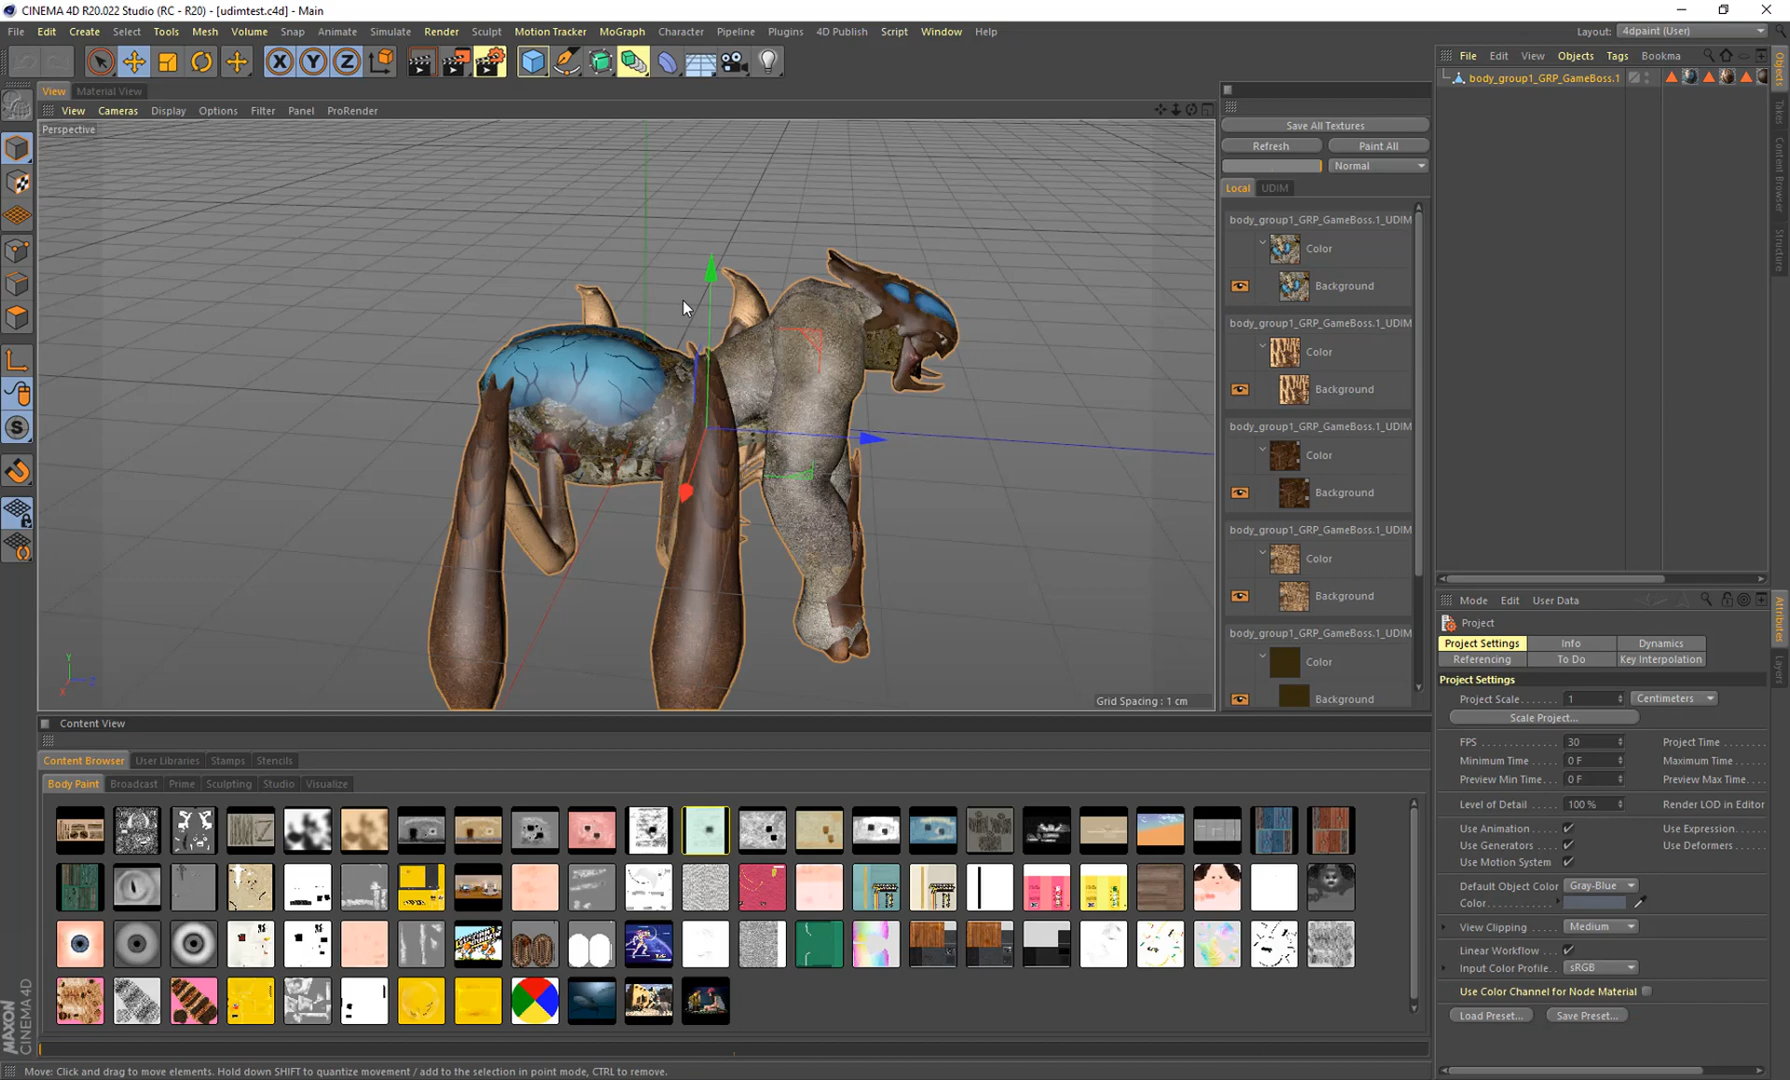 CINEMA 4D R20.022 Studio (RC - R20) - [udimtest.c4d] - Main
File Edit Create Select Tools Mesh Volume Snap Animate Simulate Render Sculpt Motion Tracker MoGraph Character Pipeline Plugins 4D Publish Script Window Help
Layout: 4dpaint (User)
X Y Z
File Edit View Objects Tags Bookma
body_group1_GRP_GameBoss.1
View Material View
View Cameras Display Options Filter Panel ProRender
Perspective
Y
X Z
Grid Spacing : 1 cm
Save All Textures
Refresh Paint All
Normal
Local UDIM
body_group1_GRP_GameBoss.1_UDIM
Color
Background
body_group1_GRP_GameBoss.1_UDIM
Color
Background
body_group1_GRP_GameBoss.1_UDIM
Color
Background
body_group1_GRP_GameBoss.1_UDIM
Color
Background
body_group1_GRP_GameBoss.1_UDIM
Color
Background
Objects
Takes
Content Browser
Structure
Attributes
Layers
Mode Edit User Data
Project
Project Settings Info Dynamics
Referencing To Do Key Interpolation
Project Settings
Project Scale 1 Centimeters
Scale Project...
FPS 30 Project Time
Minimum Time 0 F Maximum Time
Preview Min Time 0 F Preview Max Time
Level of Detail 100 % Render LOD in Editor
Use Animation Use Expression
Use Generators Use Deformers
Use Motion System
Default Object Color Gray-Blue
Color
View Clipping Medium
Linear Workflow
Input Color Profile sRGB
Use Color Channel for Node Material
Load Preset... Save Preset...
Content View
Content Browser User Libraries Stamps Stencils
Body Paint Broadcast Prime Sculpting Studio Visualize
MAXON
CINEMA 4D
Move: Click and drag to move elements. Hold down SHIFT to quantize movement / add to the selection in point mode, CTRL to remove.